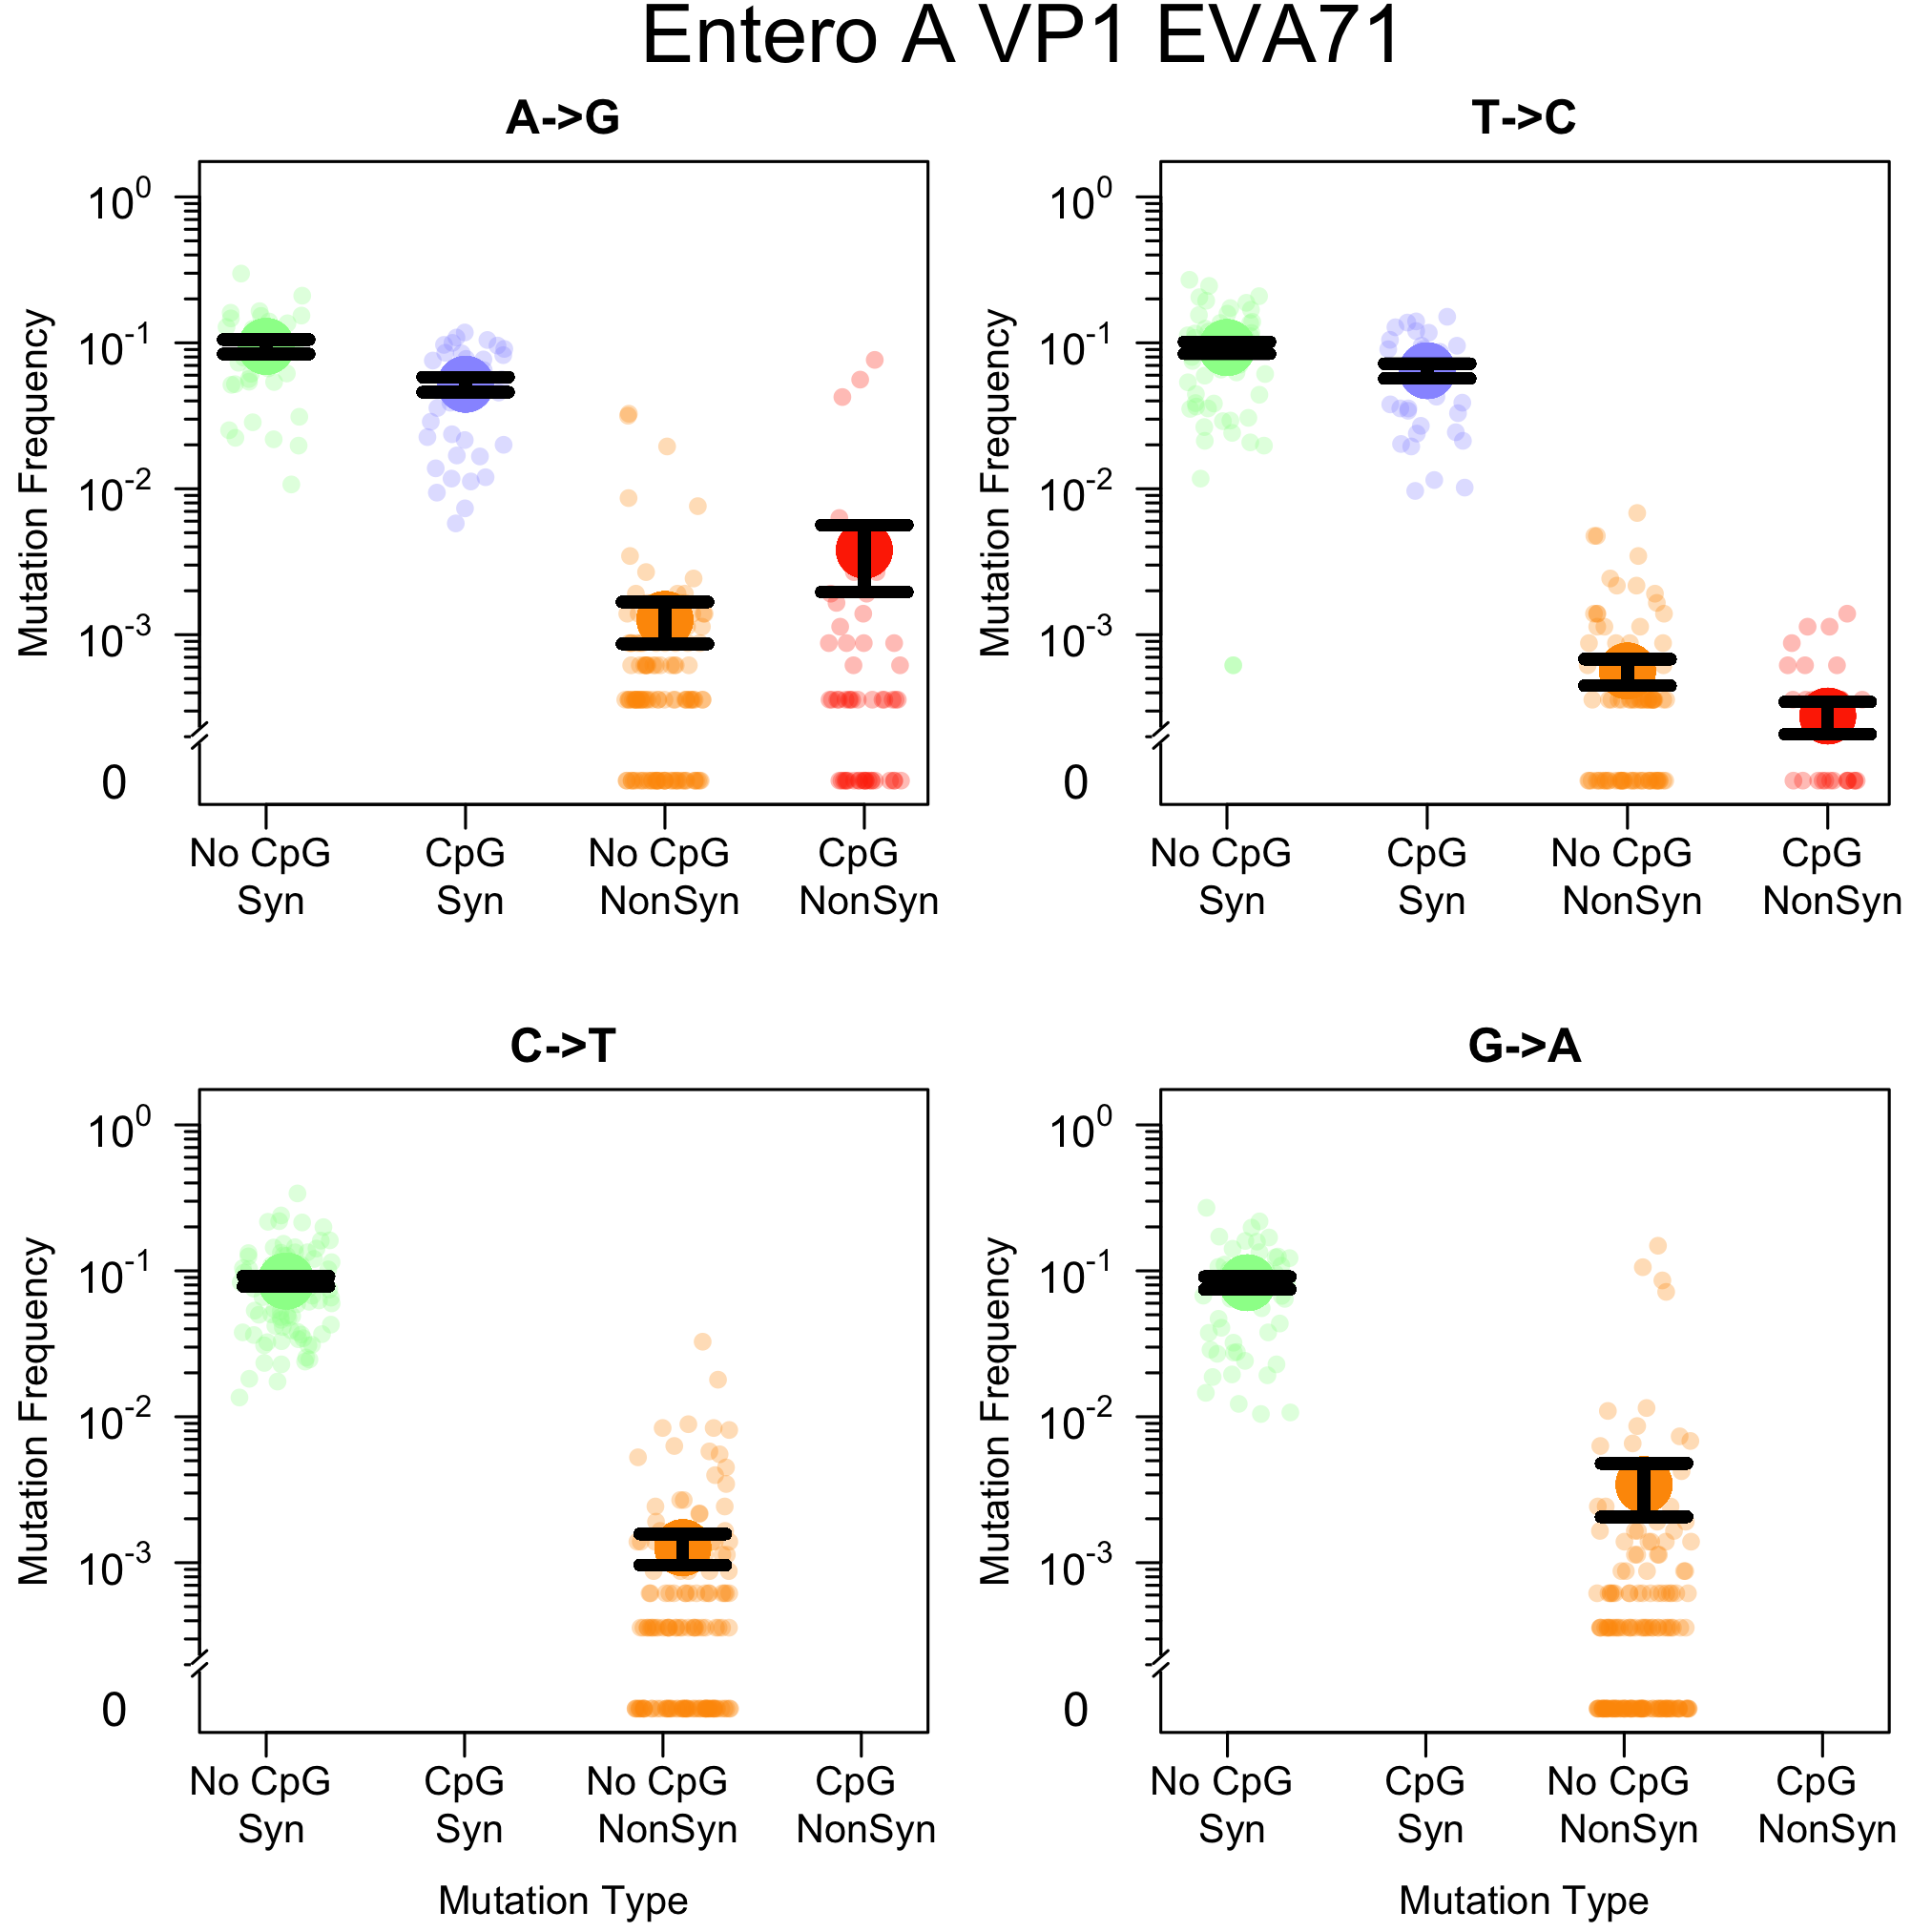 Entero A VP1 EVA71
A->G
Mutation Frequency
10^0
10^-1
10^-2
10^-3
0
No CpG Syn
CpG Syn
No CpG NonSyn
CpG NonSyn
T->C
Mutation Frequency
10^0
10^-1
10^-2
10^-3
0
No CpG Syn
CpG Syn
No CpG NonSyn
CpG NonSyn
C->T
Mutation Frequency
10^0
10^-1
10^-2
10^-3
0
No CpG Syn
CpG Syn
No CpG NonSyn
CpG NonSyn
Mutation Type
G->A
Mutation Frequency
10^0
10^-1
10^-2
10^-3
0
No CpG Syn
CpG Syn
No CpG NonSyn
CpG NonSyn
Mutation Type